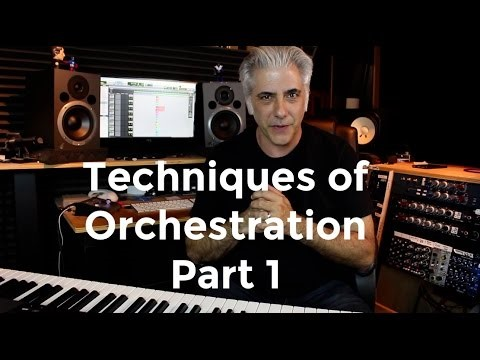 Techniques of
Orchestration
Part 1